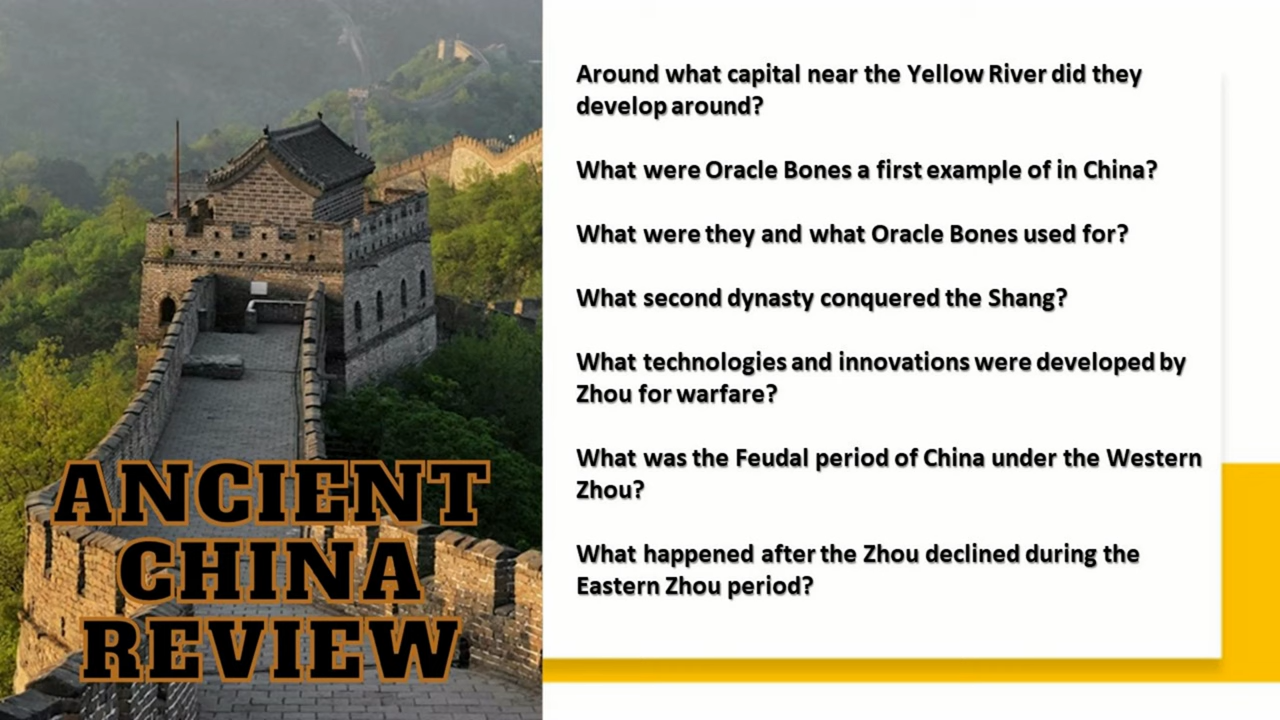 Around what capital near the Yellow River did they
develop around?
What were Oracle Bones a first example of in China?
What were they and what Oracle Bones used for?
What second dynasty conquered the Shang?
What technologies and innovations were developed by
Zhou for warfare?
What was the Feudal period of China under the Western
Zhou?
What happened after the Zhou declined during the
Eastern Zhou period?
ANCIENT
CHINA
REVIEW